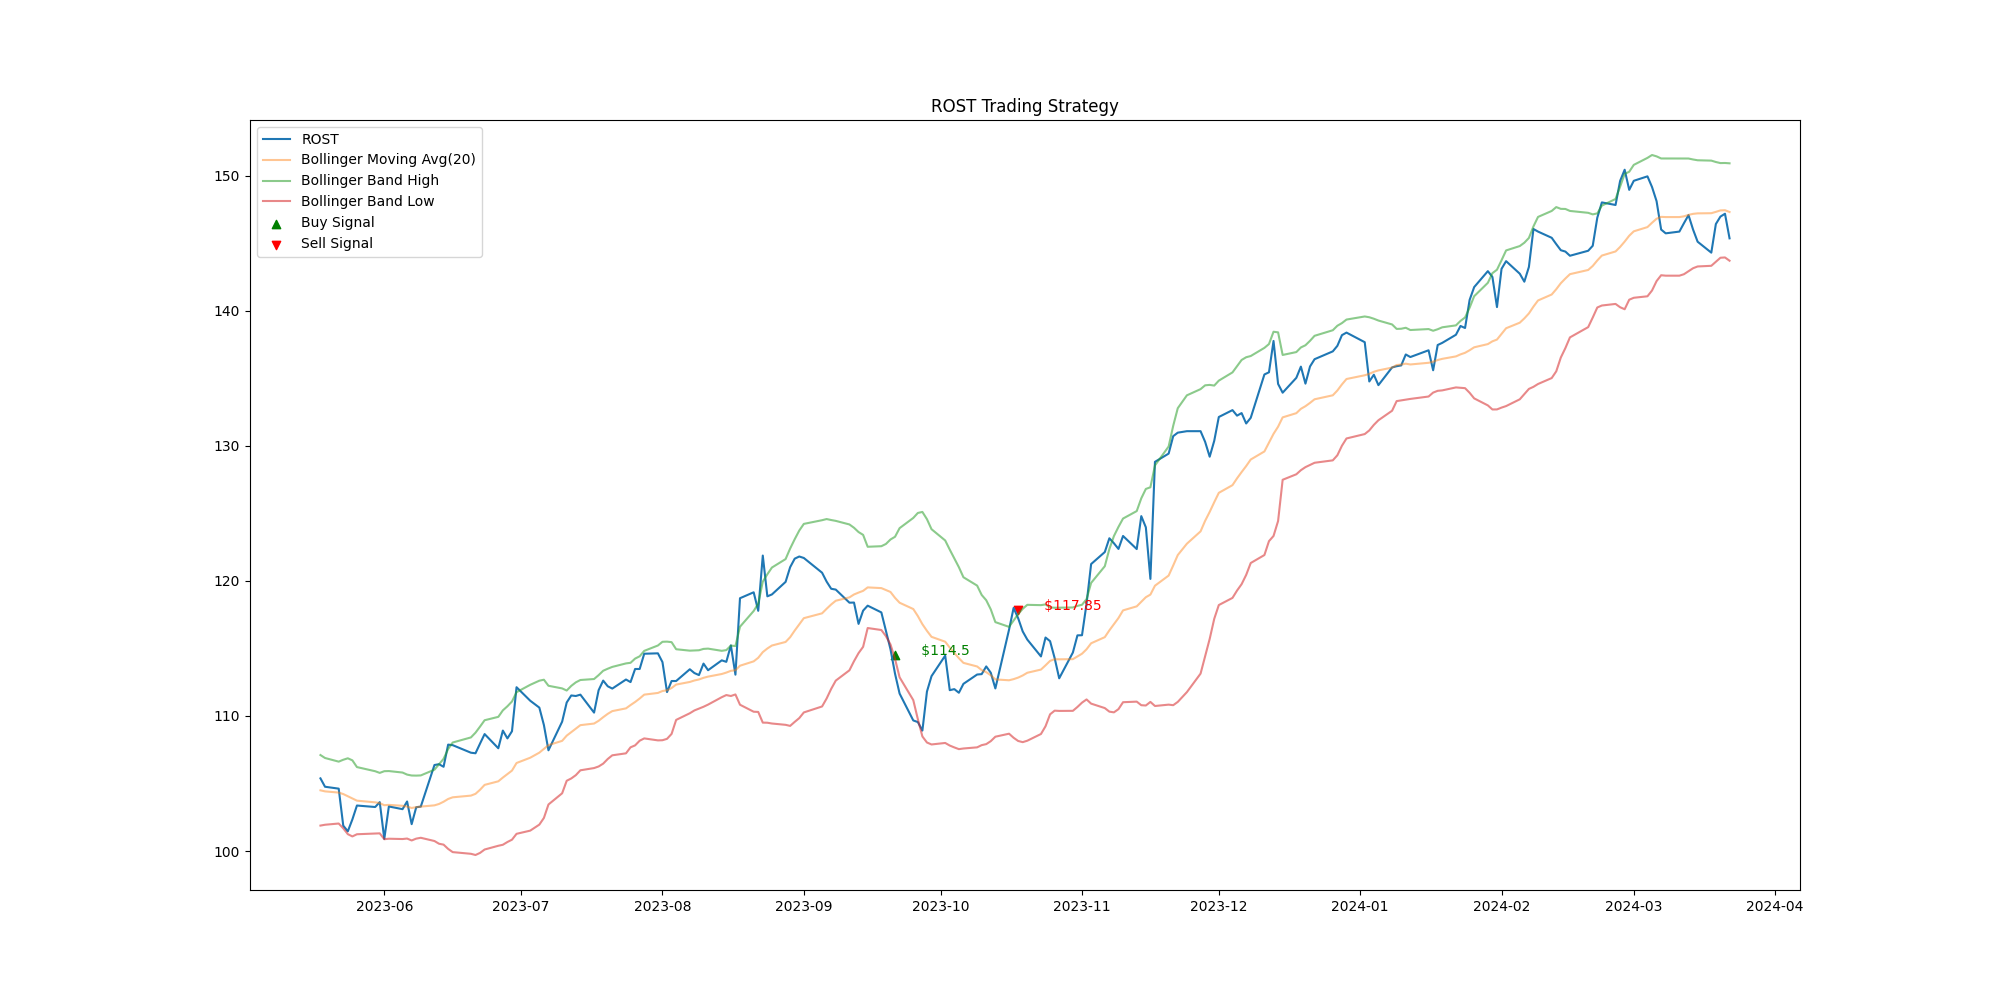 ROST Trading Strategy
ROST
Bollinger Moving Avg(20)
Bollinger Band High
Bollinger Band Low
Buy Signal
Sell Signal
150
140
130
120
110
100
$117.85
$114.5
2023-06 2023-07 2023-08 2023-09 2023-10 2023-11 2023-12 2024-01 2024-02 2024-03 2024-04